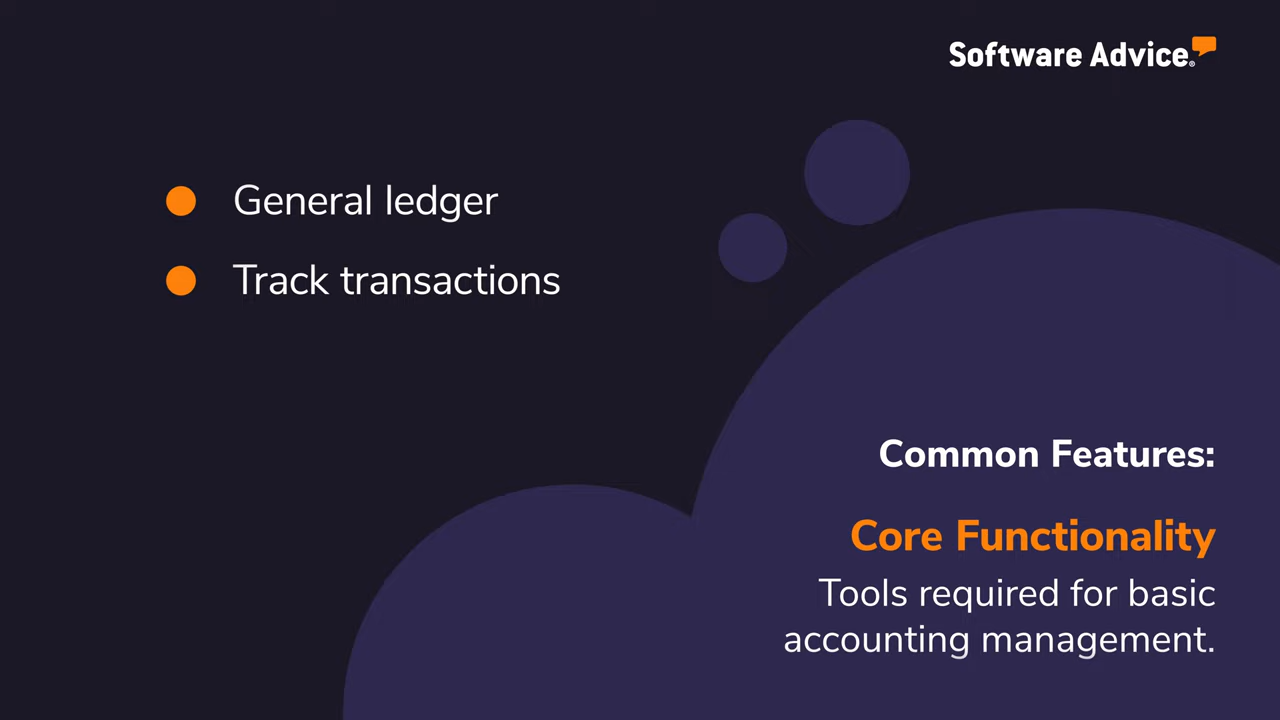 Software Advice®
General ledger
Track transactions
Common Features:
Core Functionality
Tools required for basic
accounting management.